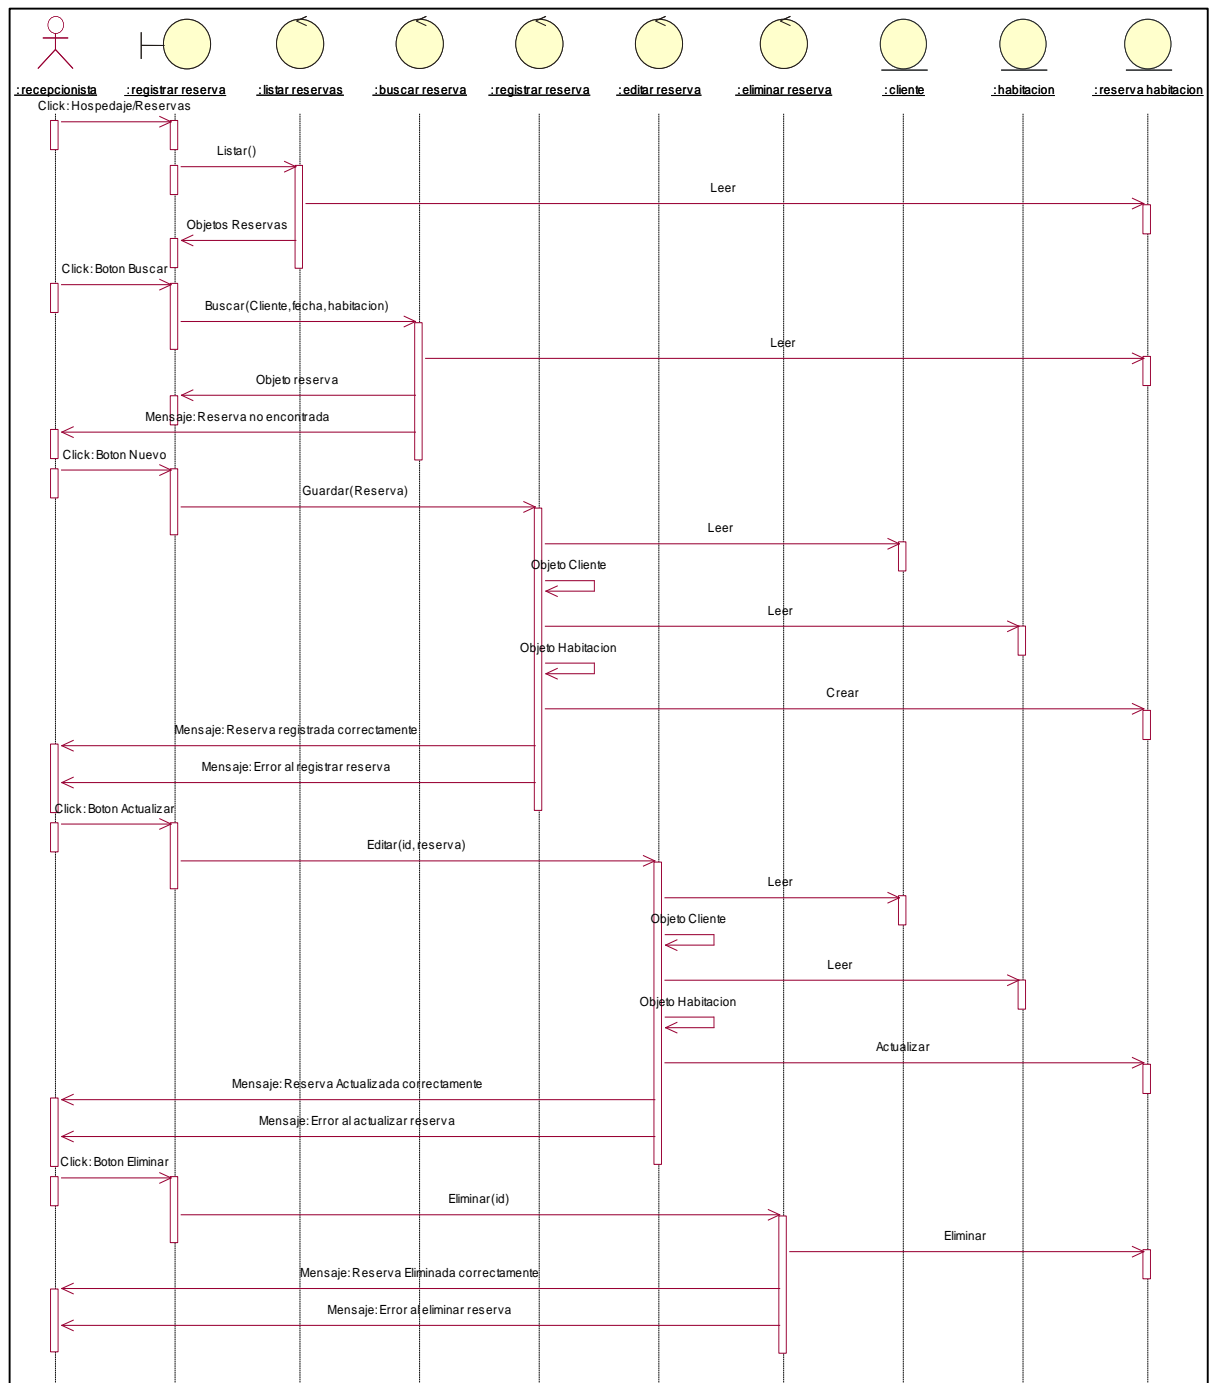 :recepcionista
:registrar reserva
:listar reservas
:buscar reserva
:registrar reserva
:editar reserva
:eliminar reserva
:cliente
:habitacion
:reserva habitacion
Click: Hospedaje/Reservas
Listar()
Leer
Objetos Reservas
Click: Boton Buscar
Buscar(Cliente,fecha,habitacion)
Leer
Objeto reserva
Mensaje: Reserva no encontrada
Click: Boton Nuevo
Guardar(Reserva)
Leer
Objeto Cliente
Leer
Objeto Habitacion
Crear
Mensaje: Reserva registrada correctamente
Mensaje: Error al registrar reserva
Click: Boton Actualizar
Editar(id,reserva)
Leer
Objeto Cliente
Leer
Objeto Habitacion
Actualizar
Mensaje: Reserva Actualizada correctamente
Mensaje: Error al actualizar reserva
Click: Boton Eliminar
Eliminar(id)
Eliminar
Mensaje: Reserva Eliminada correctamente
Mensaje: Error al eliminar reserva